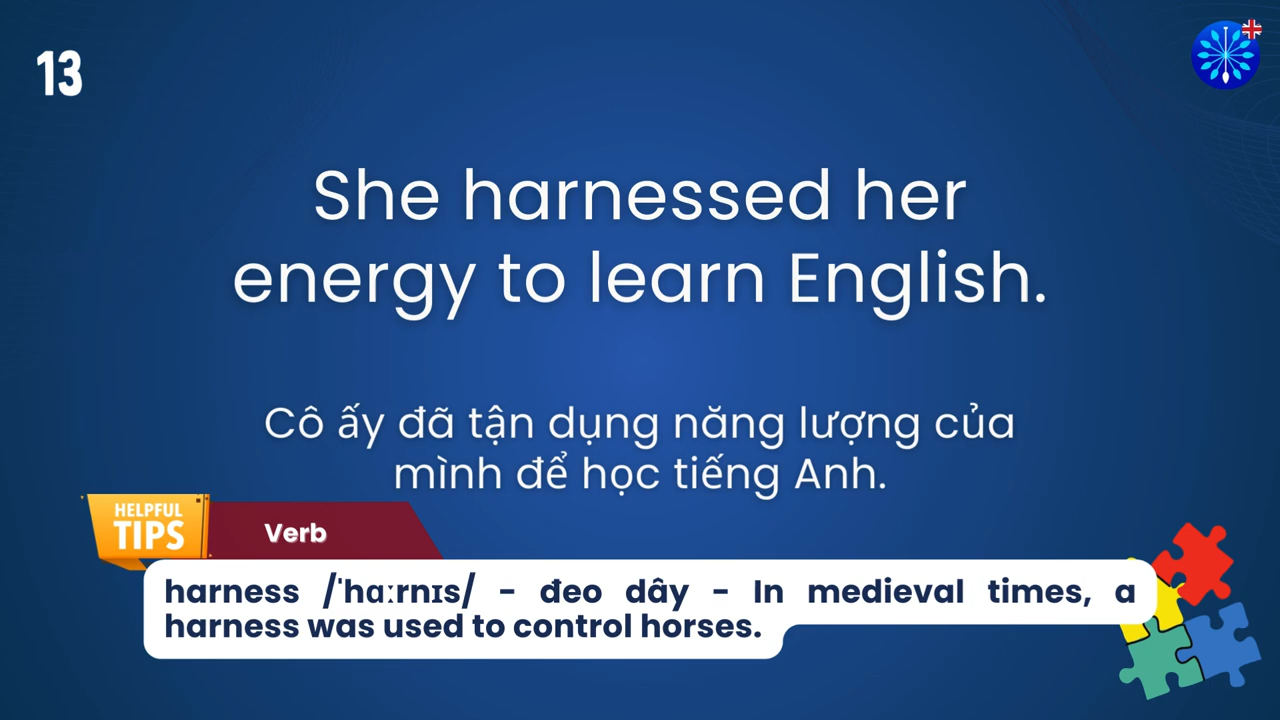 13
She harnessed her
energy to learn English.
Cô ấy đã tận dụng năng lượng của
mình để học tiếng Anh.
HELPFUL
TIPS
Verb
harness /ˈhɑːrnɪs/ - đeo dây - In medieval times, a
harness was used to control horses.